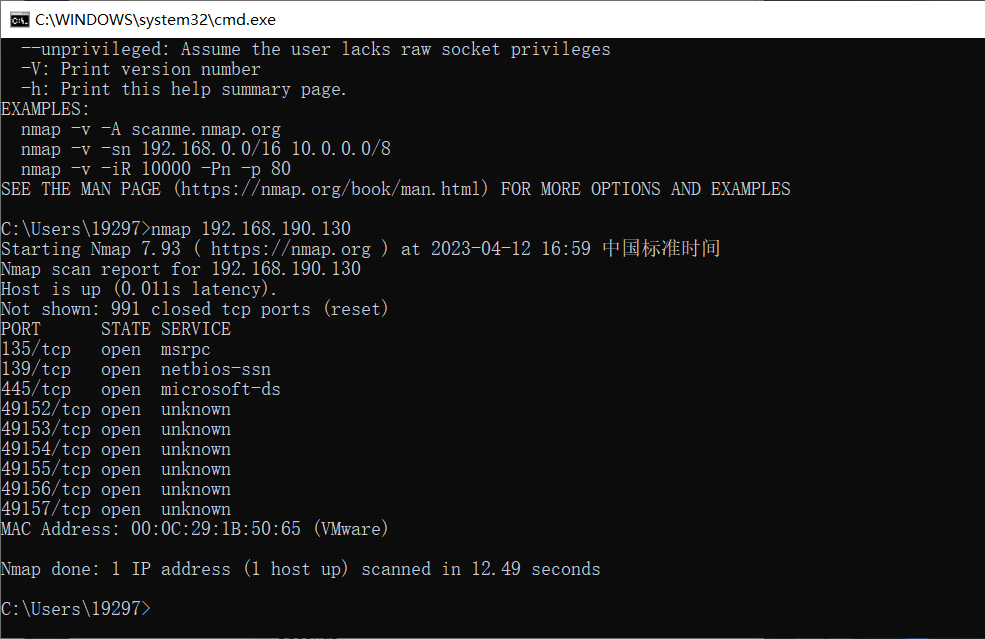 C:\WINDOWS\system32\cmd.exe
--unprivileged: Assume the user lacks raw socket privileges
-V: Print version number
-h: Print this help summary page.
EXAMPLES:
nmap -v -A scanme.nmap.org
nmap -v -sn 192.168.0.0/16 10.0.0.0/8
nmap -v -iR 10000 -Pn -p 80
SEE THE MAN PAGE (https://nmap.org/book/man.html) FOR MORE OPTIONS AND EXAMPLES
C:\Users\19297>nmap 192.168.190.130
Starting Nmap 7.93 ( https://nmap.org ) at 2023-04-12 16:59 中国标准时间
Nmap scan report for 192.168.190.130
Host is up (0.011s latency).
Not shown: 991 closed tcp ports (reset)
PORT      STATE SERVICE
135/tcp   open  msrpc
139/tcp   open  netbios-ssn
445/tcp   open  microsoft-ds
49152/tcp open  unknown
49153/tcp open  unknown
49154/tcp open  unknown
49155/tcp open  unknown
49156/tcp open  unknown
49157/tcp open  unknown
MAC Address: 00:0C:29:1B:50:65 (VMware)
Nmap done: 1 IP address (1 host up) scanned in 12.49 seconds
C:\Users\19297>